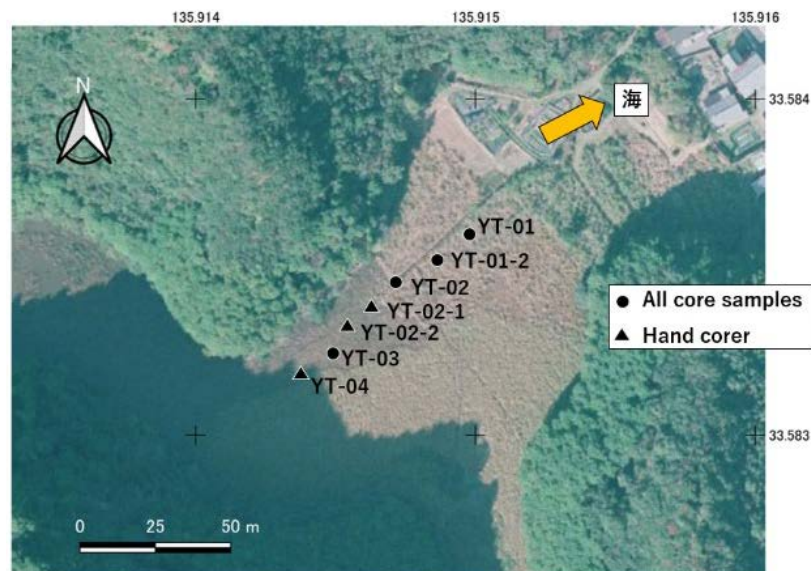 135.914
135.915
135.916
N
海
33.584
YT-01
YT-01-2
YT-02
YT-02-1
YT-02-2
YT-03
YT-04
All core samples
Hand corer
33.583
0 25 50 m